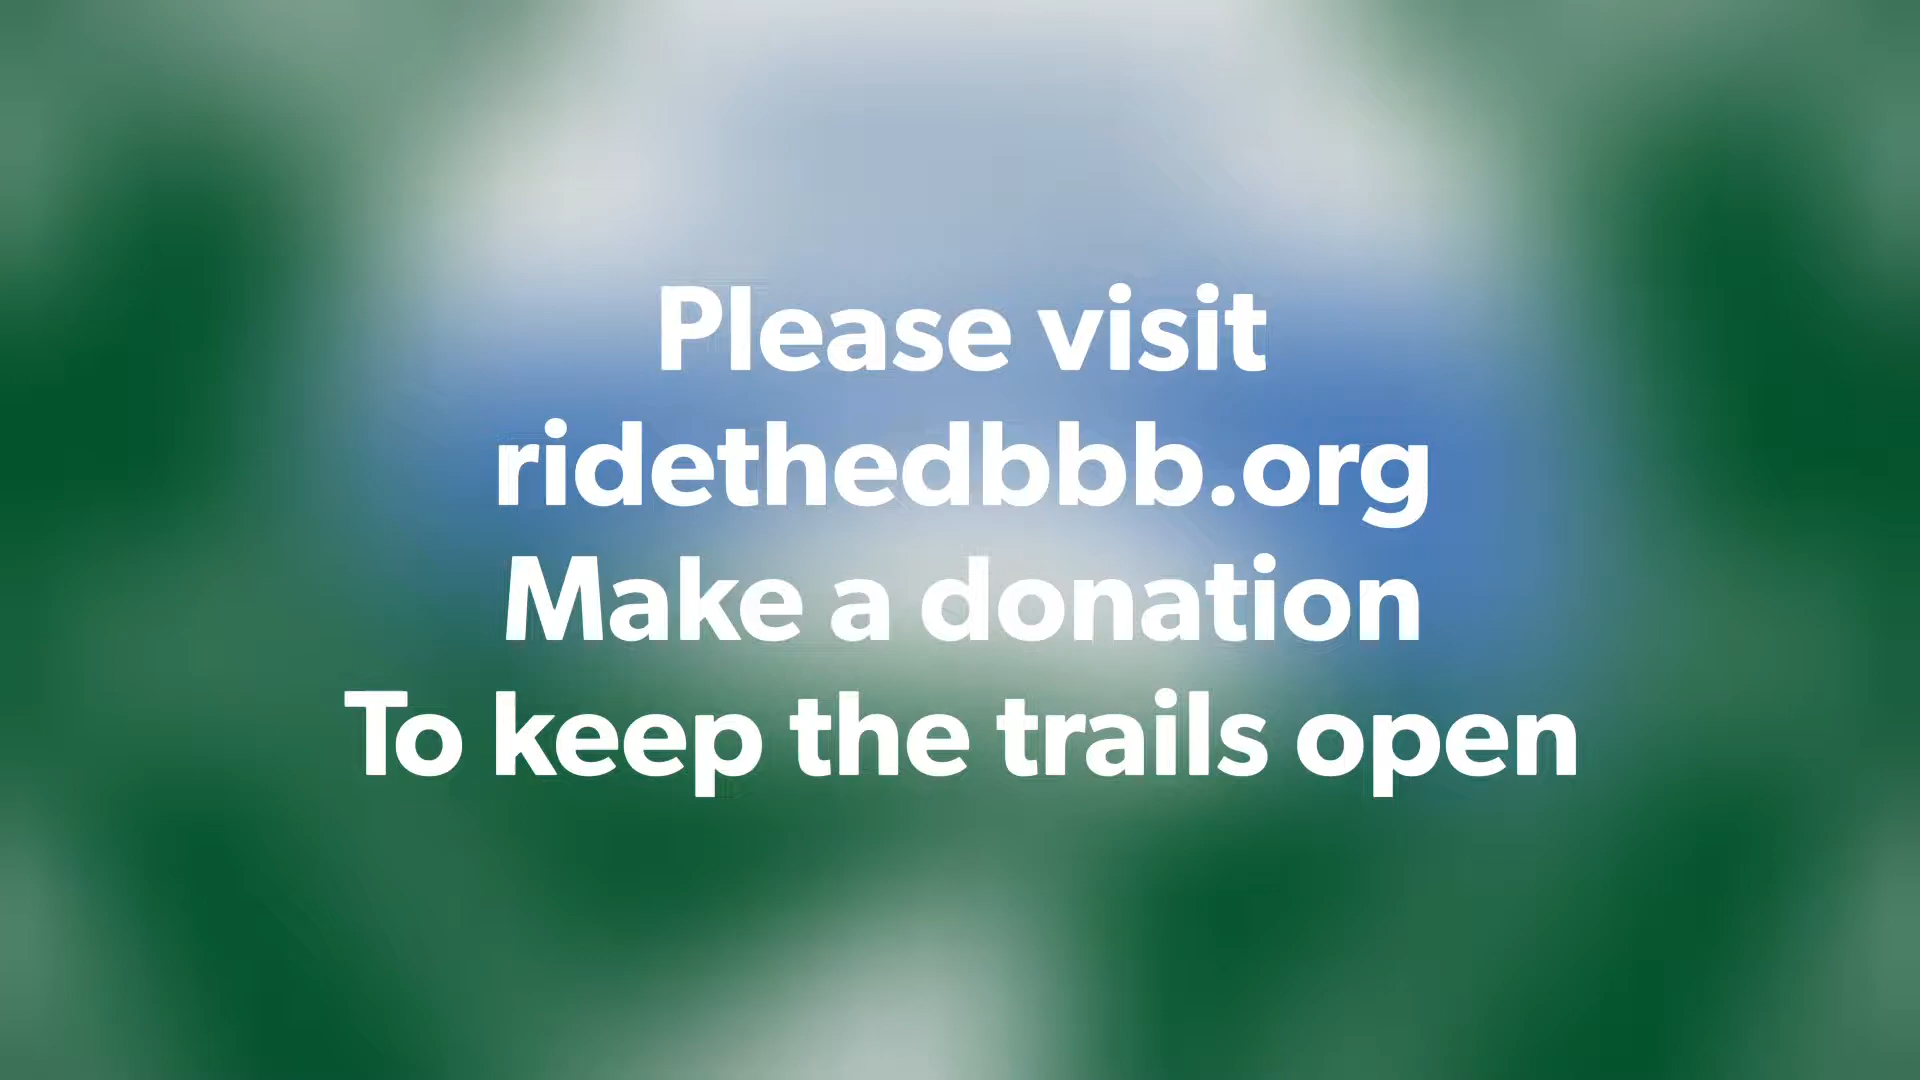 Please visit
ridethedbbb.org
Make a donation
To keep the trails open